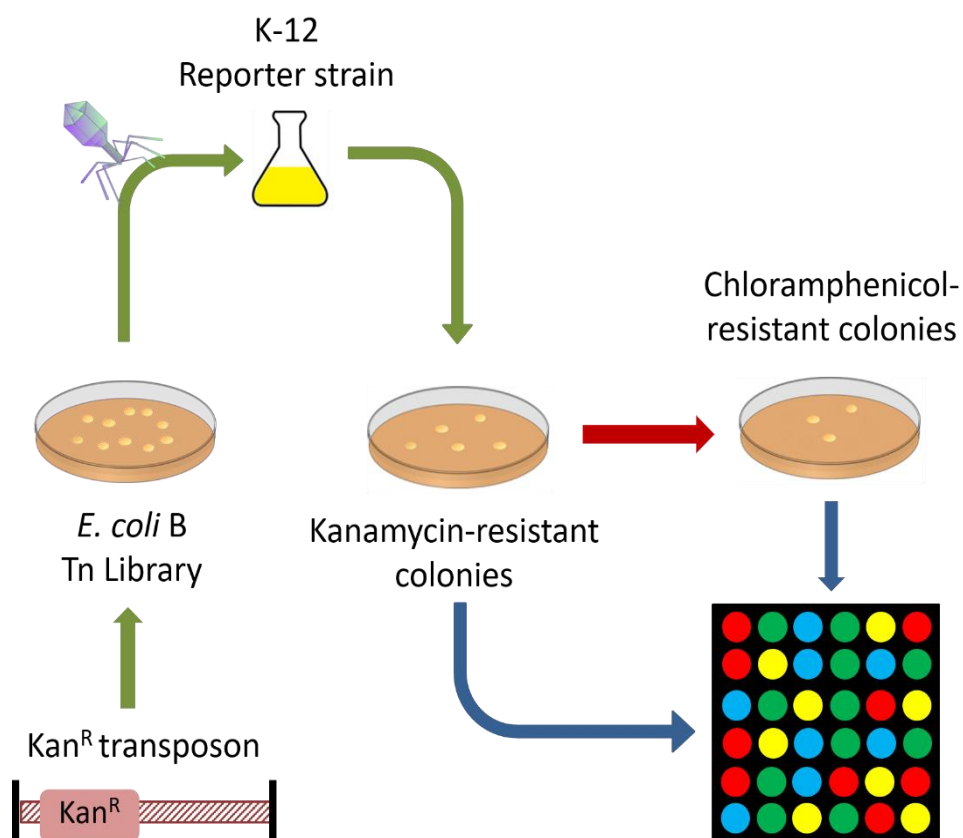 K-12
Reporter strain
Chloramphenicol-
resistant colonies
E. coli B
Tn Library
Kanamycin-resistant
colonies
Kanᴿ transposon
Kanᴿ